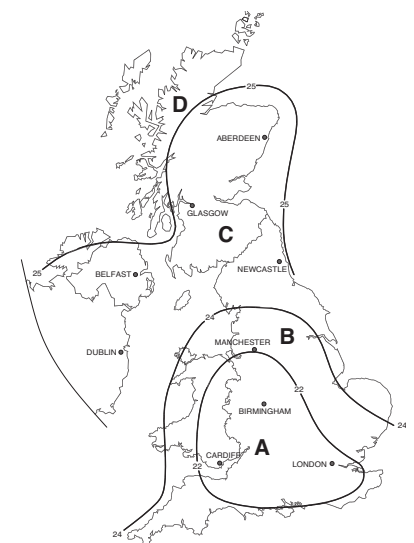 25
D
ABERDEEN
25
GLASGOW
C
NEWCASTLE
25
BELFAST
24
B
MANCHESTER
DUBLIN
22
BIRMINGHAM
24
A
CARDIFF
22
LONDON
24